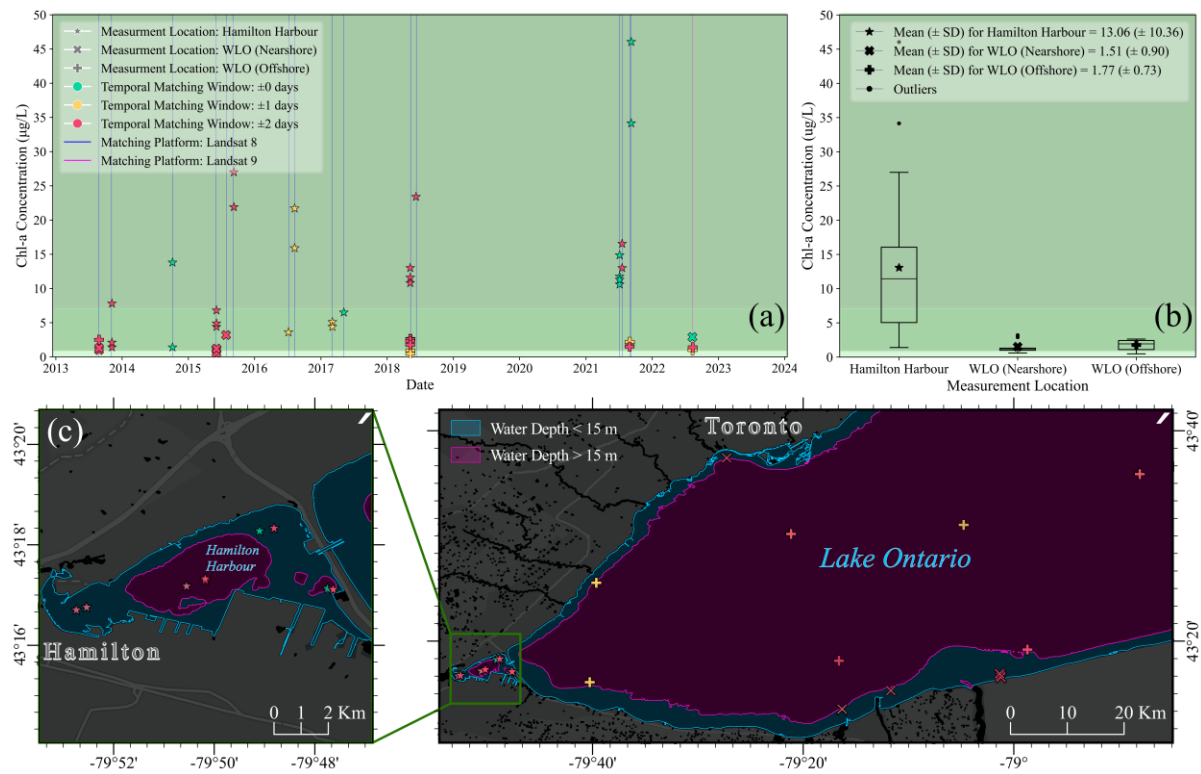 50
45
40
35
30
25
20
15
10
5
0
Chl-a Concentration (µg/L)
Measurment Location: Hamilton Harbour
Measurment Location: WLO (Nearshore)
Measurment Location: WLO (Offshore)
Temporal Matching Window: ±0 days
Temporal Matching Window: ±1 days
Temporal Matching Window: ±2 days
Matching Platform: Landsat 8
Matching Platform: Landsat 9
(a)
2013 2014 2015 2016 2017 2018 2019 2020 2021 2022 2023 2024
Date
50
45
40
35
30
25
20
15
10
5
0
Chl-a Concentration (ug/L)
Mean (± SD) for Hamilton Harbour = 13.06 (± 10.36)
Mean (± SD) for WLO (Nearshore) = 1.51 (± 0.90)
Mean (± SD) for WLO (Offshore) = 1.77 (± 0.73)
Outliers
(b)
Hamilton Harbour WLO (Nearshore) WLO (Offshore)
Measurement Location
(c)
43°20'
43°18'
43°16'
Hamilton
Harbour
Hamilton
0 1 2 Km
-79°52' -79°50' -79°48'
Water Depth < 15 m
Water Depth > 15 m
Toronto
Lake Ontario
43°40'
43°20'
0 10 20 Km
-79°40' -79°20' -79°